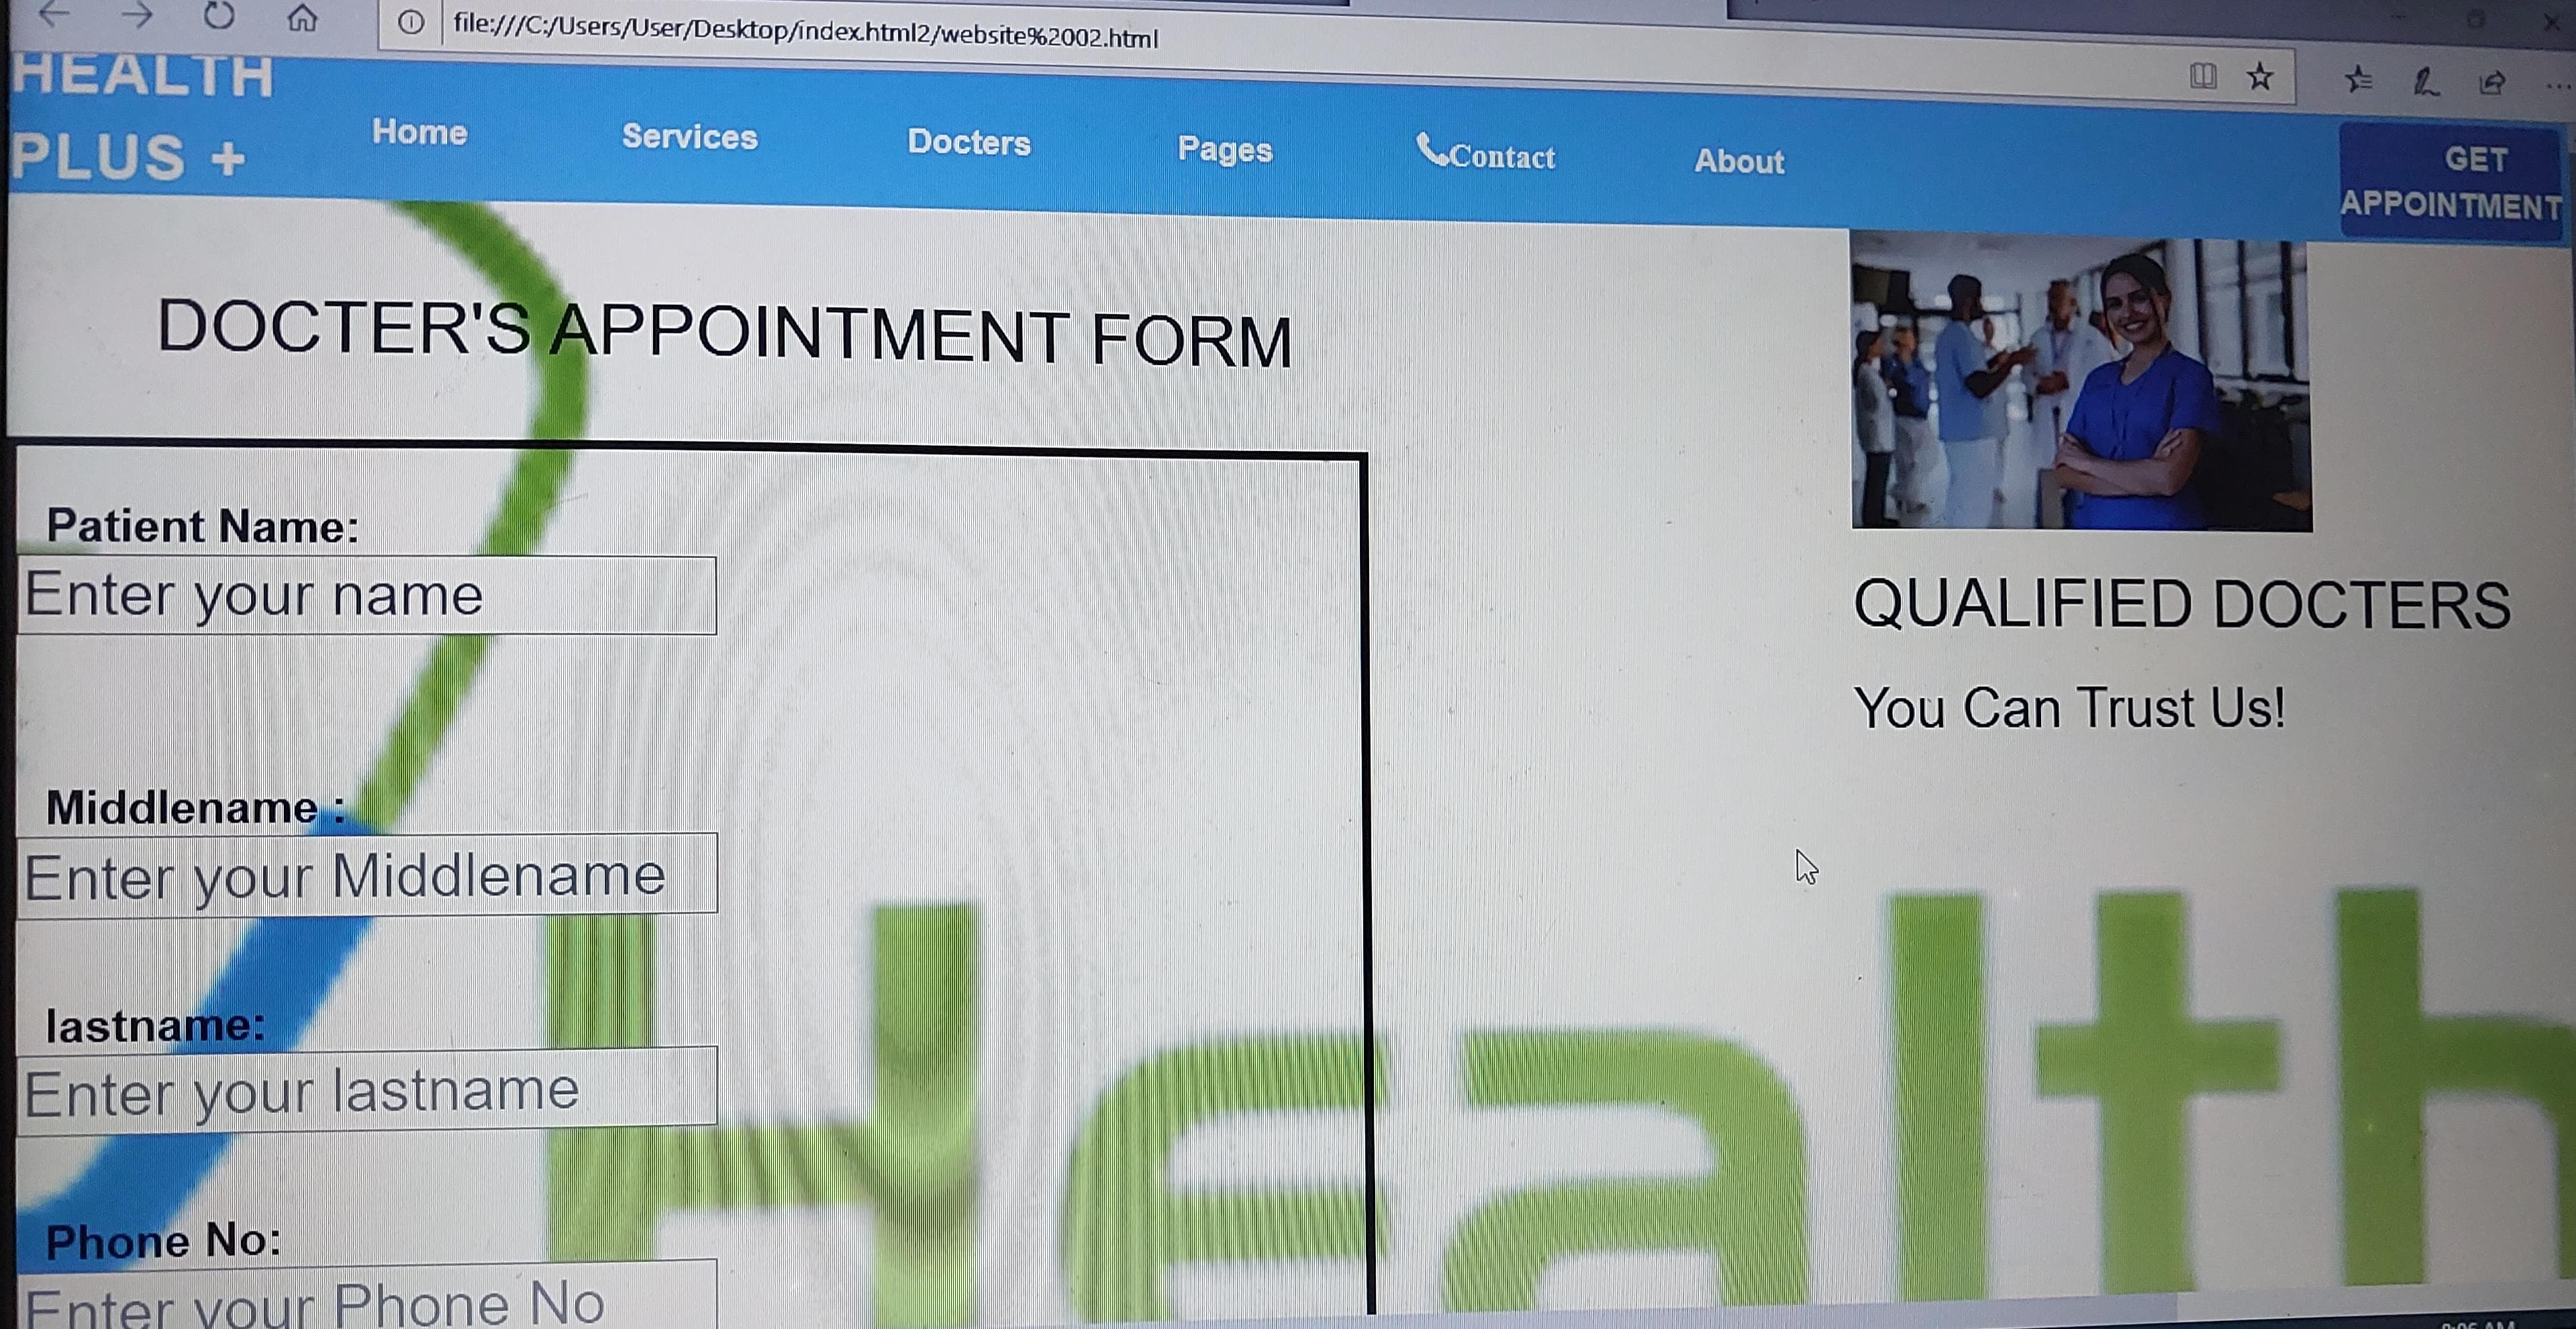 file:///C:/Users/User/Desktop/index.html2/website%2002.html
HEALTH
PLUS +
Home
Services
Docters
Pages
Contact
About
GET
APPOINTMENT
DOCTER'S APPOINTMENT FORM
Patient Name:
Enter your name
Middlename :
Enter your Middlename
lastname:
Enter your lastname
Phone No:
Enter your Phone No
QUALIFIED DOCTERS
You Can Trust Us!
Health